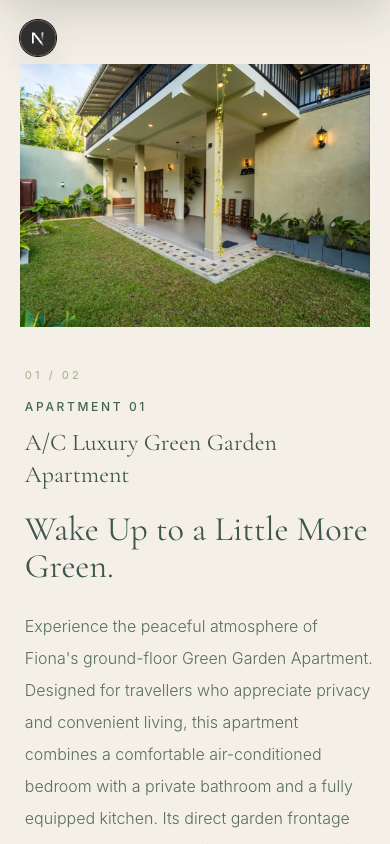 N
01 / 02
APARTMENT 01
A/C Luxury Green Garden
Apartment
Wake Up to a Little More
Green.
Experience the peaceful atmosphere of
Fiona's ground-floor Green Garden Apartment.
Designed for travellers who appreciate privacy
and convenient living, this apartment
combines a comfortable air-conditioned
bedroom with a private bathroom and a fully
equipped kitchen. Its direct garden frontage